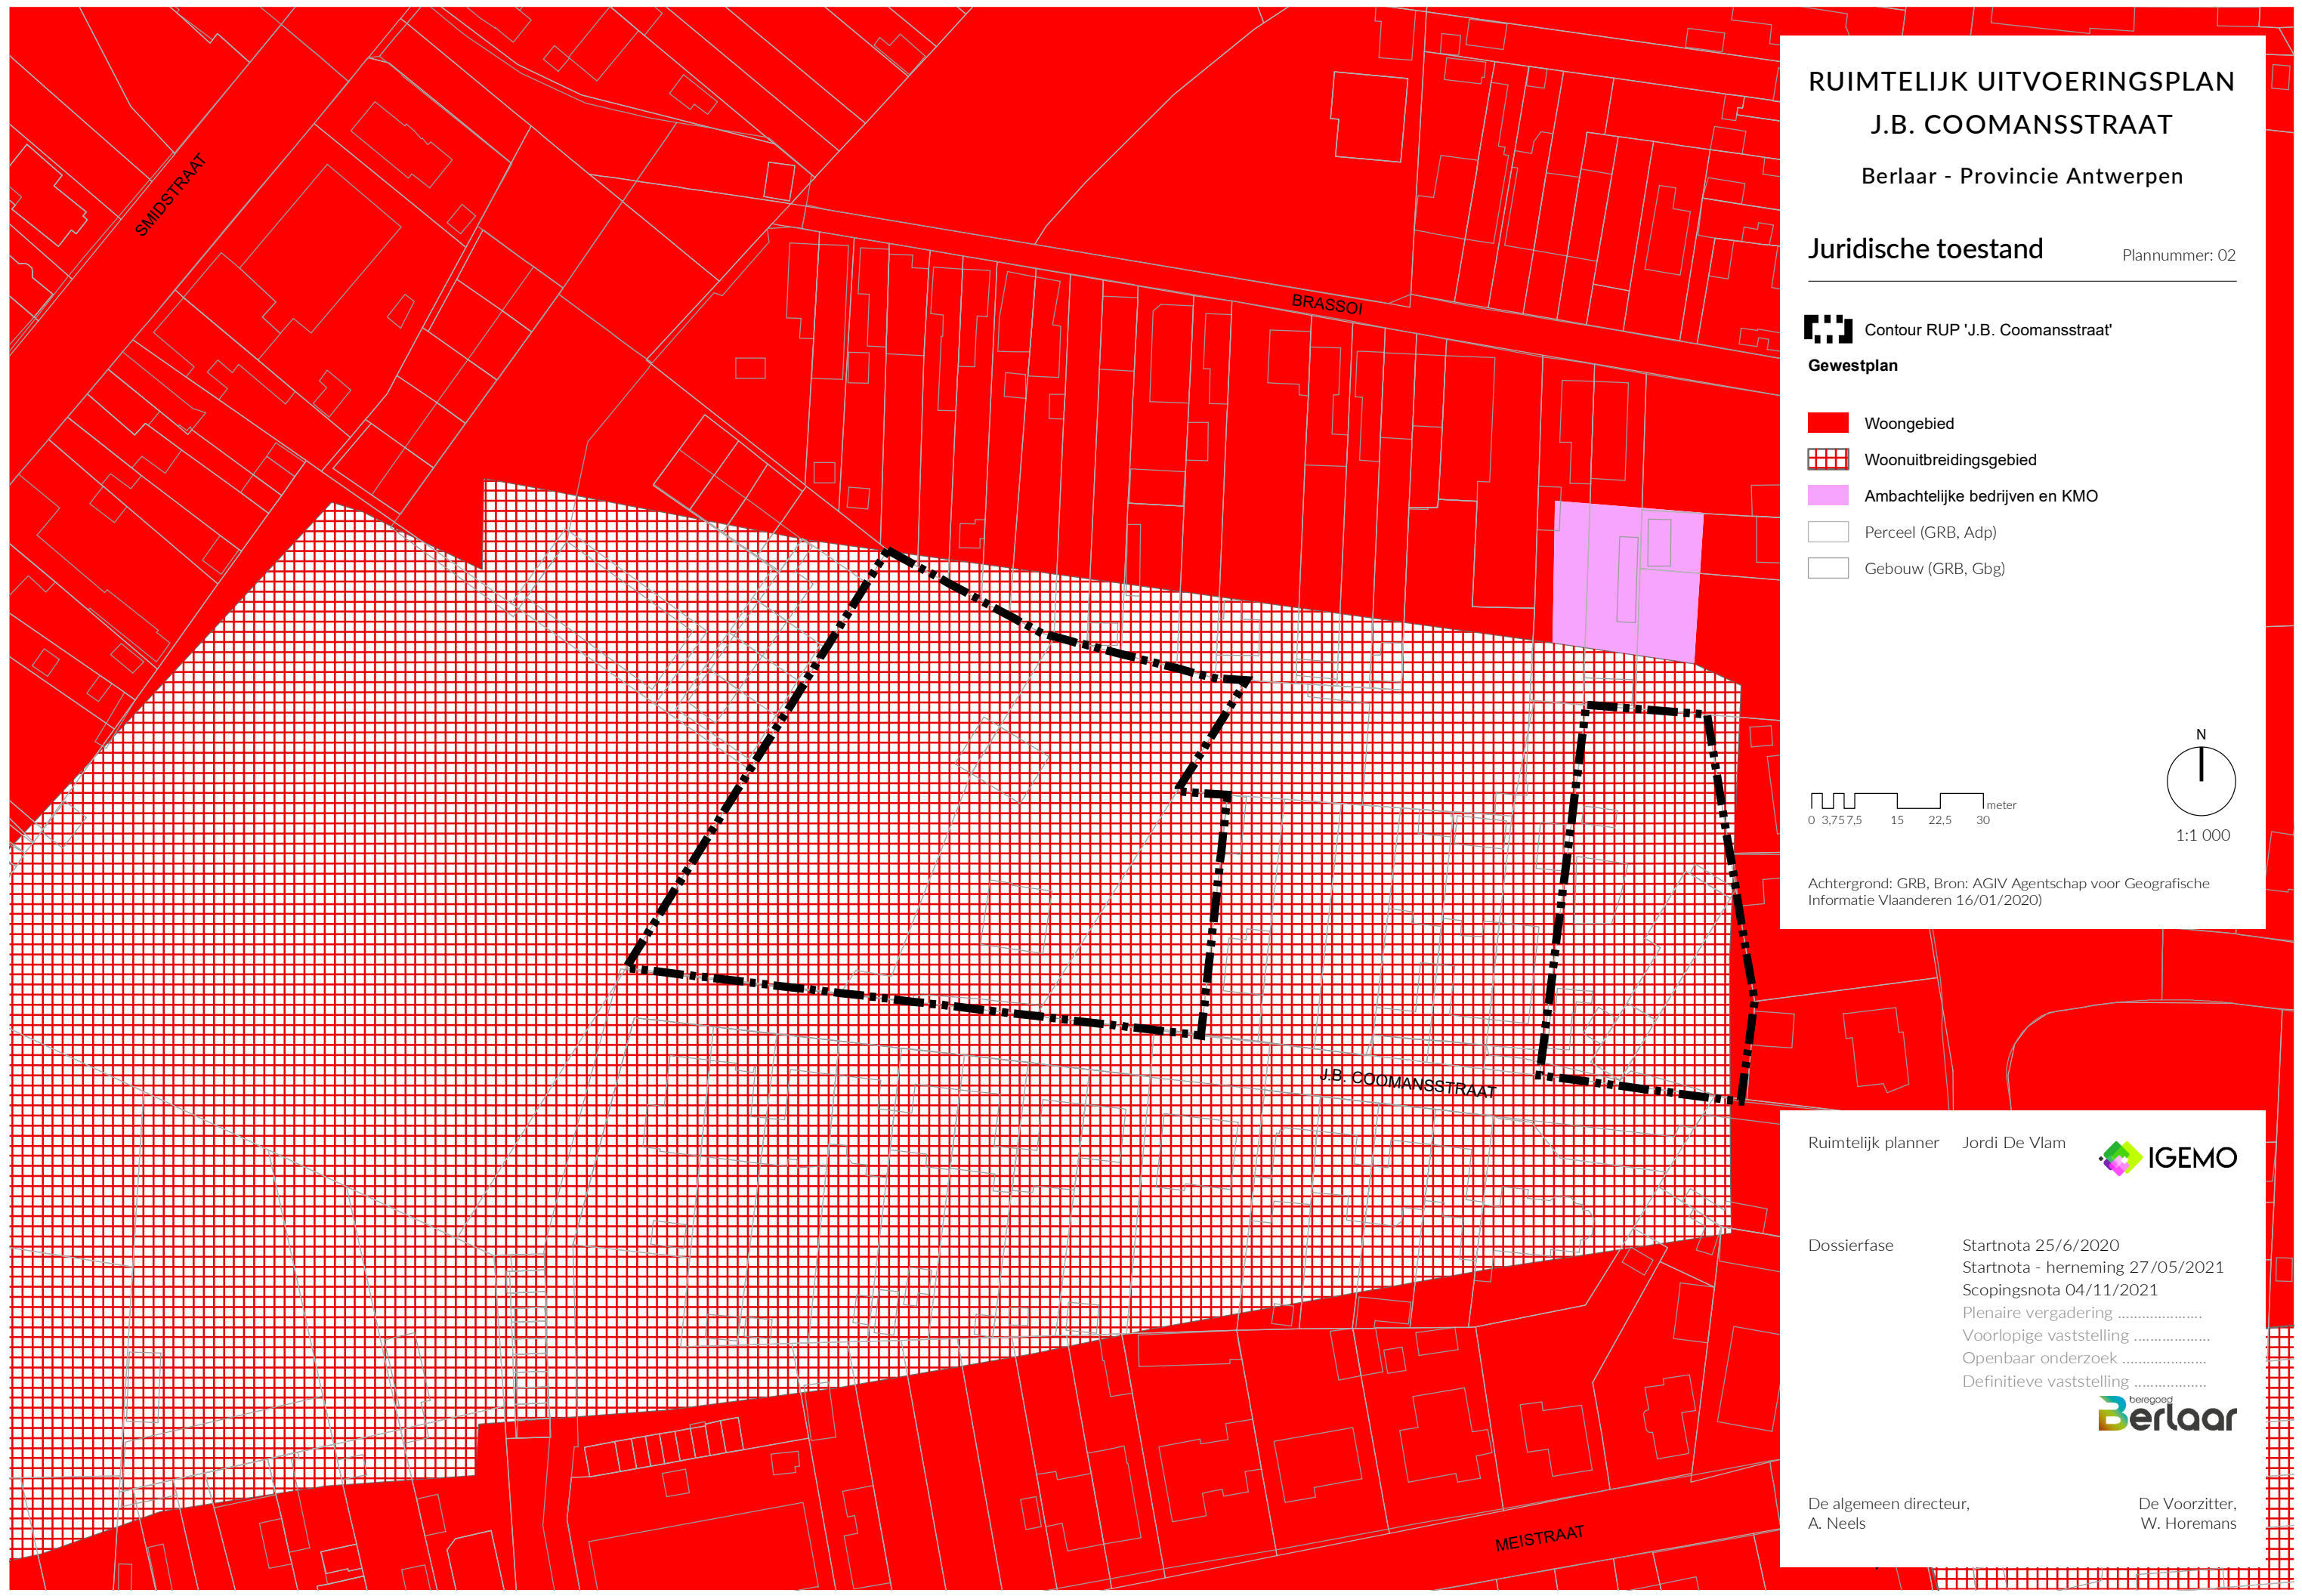 SMIDSTRAAT
BRASSOI
J.B. COOMANSSTRAAT
MEISTRAAT
RUIMTELIJK UITVOERINGSPLAN
J.B. COOMANSSTRAAT
Berlaar - Provincie Antwerpen
Juridische toestand
Plannummer: 02
Contour RUP 'J.B. Coomansstraat'
Gewestplan
Woongebied
Woonuitbreidingsgebied
Ambachtelijke bedrijven en KMO
Perceel (GRB, Adp)
Gebouw (GRB, Gbg)
N
meter
0 3,75 7,5 15 22,5 30
1:1 000
Achtergrond: GRB, Bron: AGIV Agentschap voor Geografische
Informatie Vlaanderen 16/01/2020)
Ruimtelijk planner Jordi De Vlam
IGEMO
Dossierfase Startnota 25/6/2020
Startnota - herneming 27/05/2021
Scopingsnota 04/11/2021
Plenaire vergadering .....................
Voorlopige vaststelling ...................
Openbaar onderzoek .....................
Definitieve vaststelling ..................
beregoed
Berlaar
De algemeen directeur, De Voorzitter,
A. Neels W. Horemans